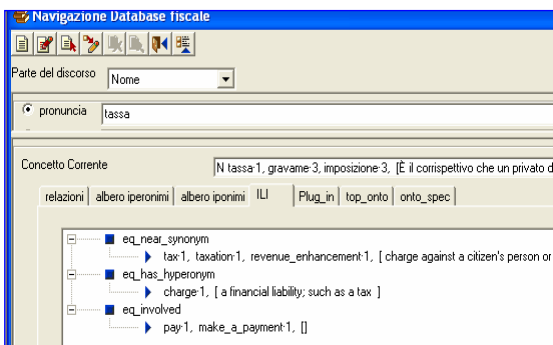 Navigazione Database fiscale
Parte del discorso Nome
pronuncia tassa
Concetto Corrente N tassa-1, gravame-3, imposizione-3, [È il corrispettivo che un privato d
relazioni albero iperonimi albero iponimi ILI Plug_in top_onto onto_spec
eq_near_synonym
tax-1, taxation-1, revenue_enhancement-1, [ charge against a citizen's person or
eq_has_hyperonym
charge-1, [ a financial liability; such as a tax ]
eq_involved
pay-1, make_a_payment-1, []